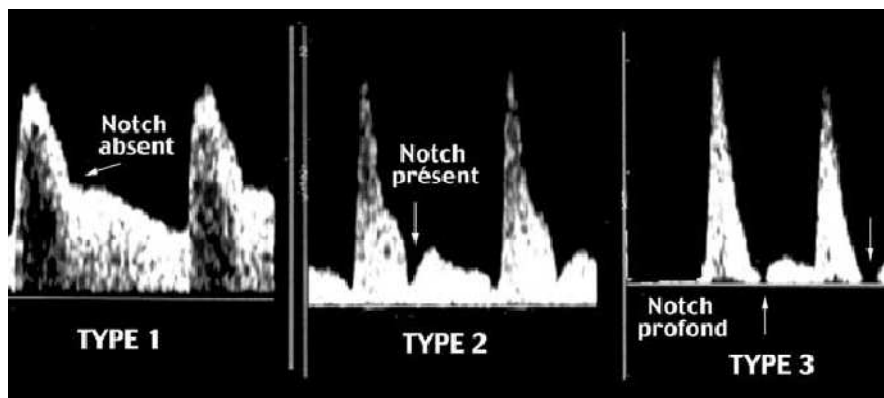 Notch
absent
TYPE 1
Notch
présent
TYPE 2
Notch
profond
TYPE 3